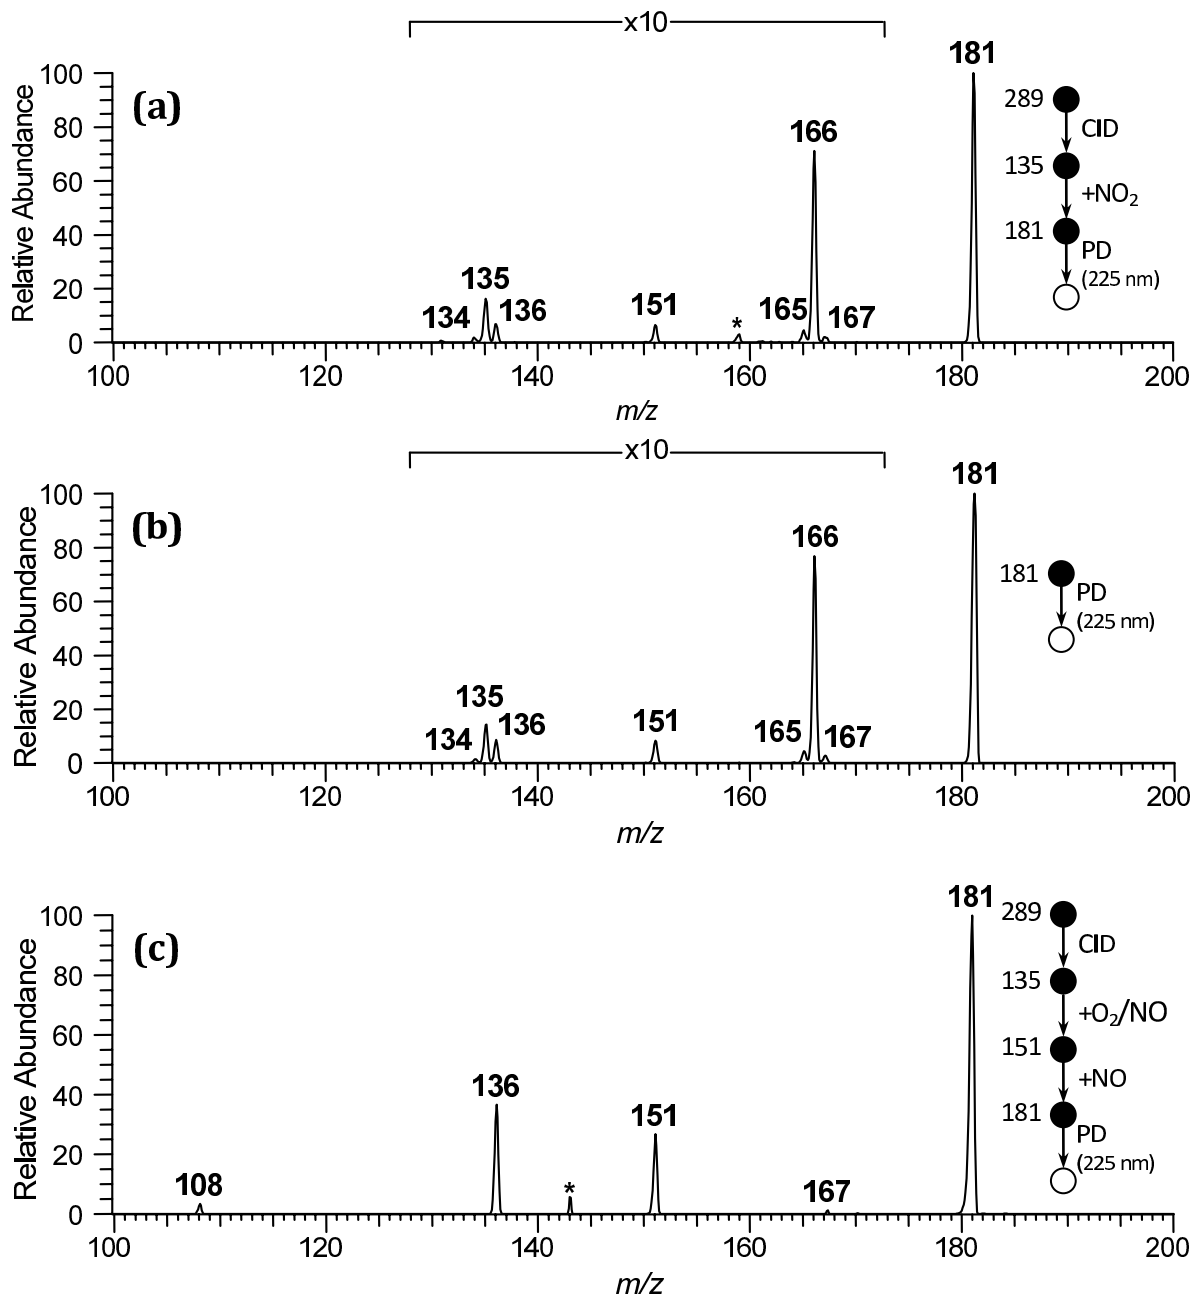 x10
(a)
Relative Abundance
100
80
60
40
20
0
134
135
136
151
*
165
166
167
181
289
CID
135
+NO₂
181
PD
(225 nm)
100 120 140 160 180 200
m/z
x10
(b)
Relative Abundance
100
80
60
40
20
0
134
135
136
151
165
166
167
181
181
PD
(225 nm)
100 120 140 160 180 200
m/z
(c)
Relative Abundance
100
80
60
40
20
0
108
136
*
151
167
181
289
CID
135
+O₂/NO
151
+NO
181
PD
(225 nm)
100 120 140 160 180 200
m/z